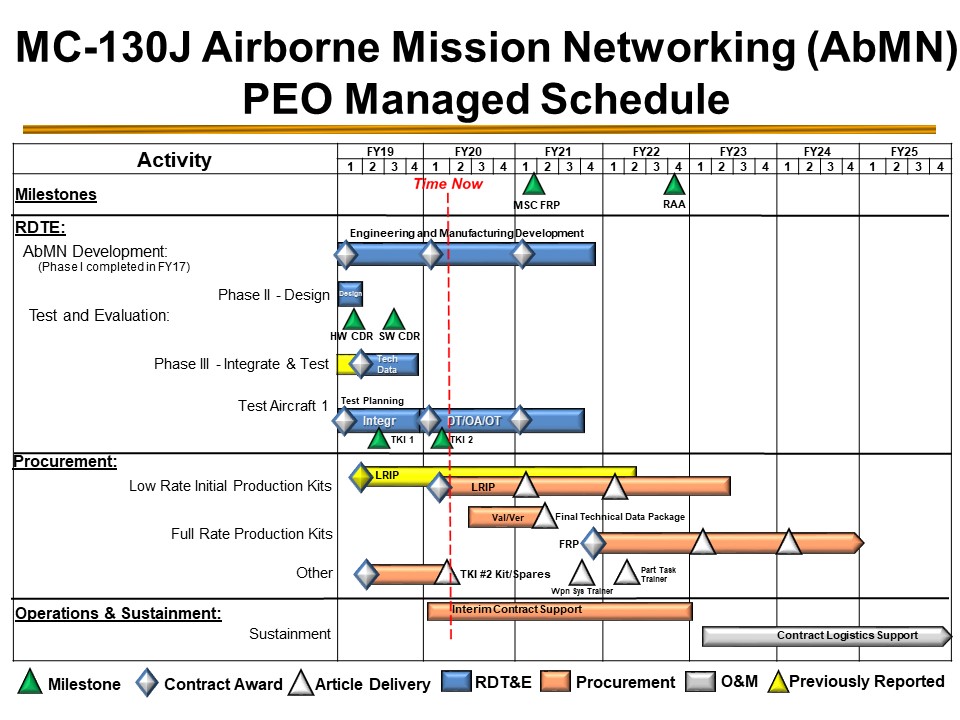 MC-130J Airborne Mission Networking (AbMN)
PEO Managed Schedule
Activity
FY19 FY20 FY21 FY22 FY23 FY24 FY25
1 2 3 4 1 2 3 4 1 2 3 4 1 2 3 4 1 2 3 4 1 2 3 4 1 2 3 4
Time Now
Milestones
MSC FRP
RAA
RDTE:
Engineering and Manufacturing Development
AbMN Development:
(Phase I completed in FY17)
Phase II - Design
Design
Test and Evaluation:
HW CDR SW CDR
Phase III - Integrate & Test
Tech
Data
Test Aircraft 1
Test Planning
Integr
DT/OA/OT
TKI 1
TKI 2
Procurement:
LRIP
Low Rate Initial Production Kits
LRIP
Val/Ver
Final Technical Data Package
Full Rate Production Kits
FRP
Other
TKI #2 Kit/Spares
Wpn Sys Trainer
Part Task
Trainer
Operations & Sustainment:
Interim Contract Support
Sustainment
Contract Logistics Support
Milestone
Contract Award
Article Delivery
RDT&E
Procurement
O&M
Previously Reported